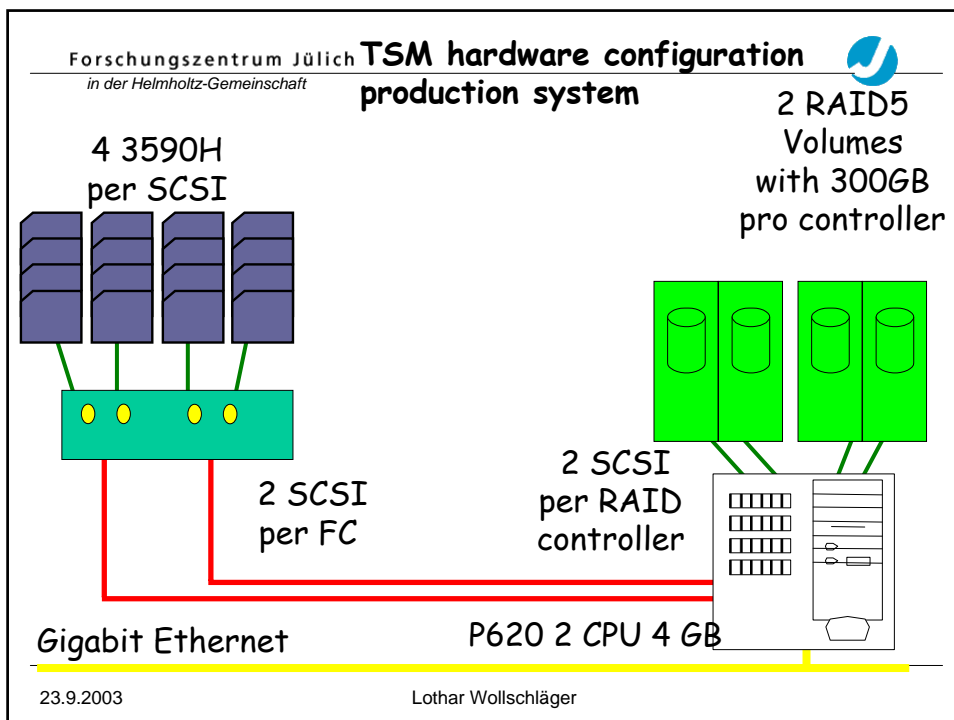 Forschungszentrum Jülich
in der Helmholtz-Gemeinschaft
TSM hardware configuration
production system
2 RAID5
Volumes
with 300GB
pro controller
4 3590H
per SCSI
2 SCSI
per FC
2 SCSI
per RAID
controller
Gigabit Ethernet
P620 2 CPU 4 GB
23.9.2003
Lothar Wollschläger